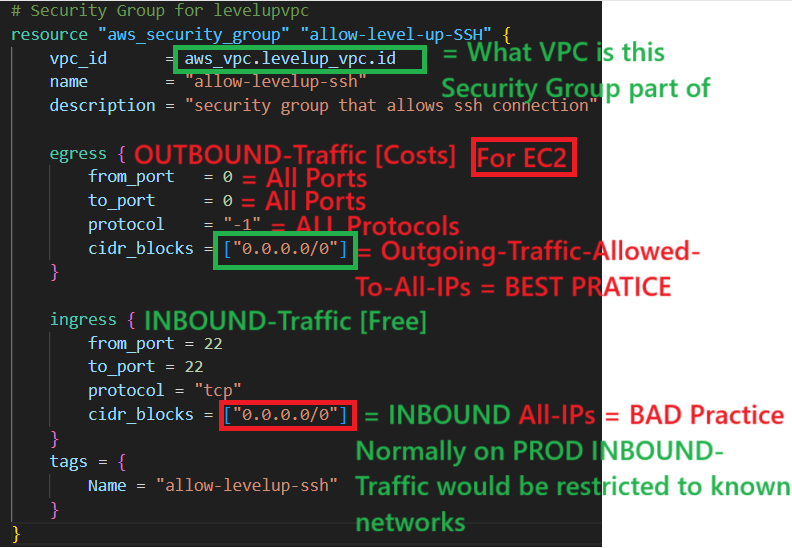 # Security Group for levelupvpc
resource "aws_security_group" "allow-level-up-SSH" {
vpc_id = aws_vpc.levelup_vpc.id = What VPC is this
name = "allow-levelup-ssh" Security Group part of
description = "security group that allows ssh connection"
egress { OUTBOUND-Traffic [Costs] For EC2
from_port = 0 = All Ports
to_port = 0 = All Ports
protocol = "-1" = ALL Protocols
cidr_blocks = ["0.0.0.0/0"] = Outgoing-Traffic-Allowed-
} To-All-IPs = BEST PRATICE
ingress { INBOUND-Traffic [Free]
from_port = 22
to_port = 22
protocol = "tcp"
cidr_blocks = ["0.0.0.0/0"] = INBOUND All-IPs = BAD Practice
} Normally on PROD INBOUND-
tags = {
Name = "allow-levelup-ssh" Traffic would be restricted to known
} networks
}